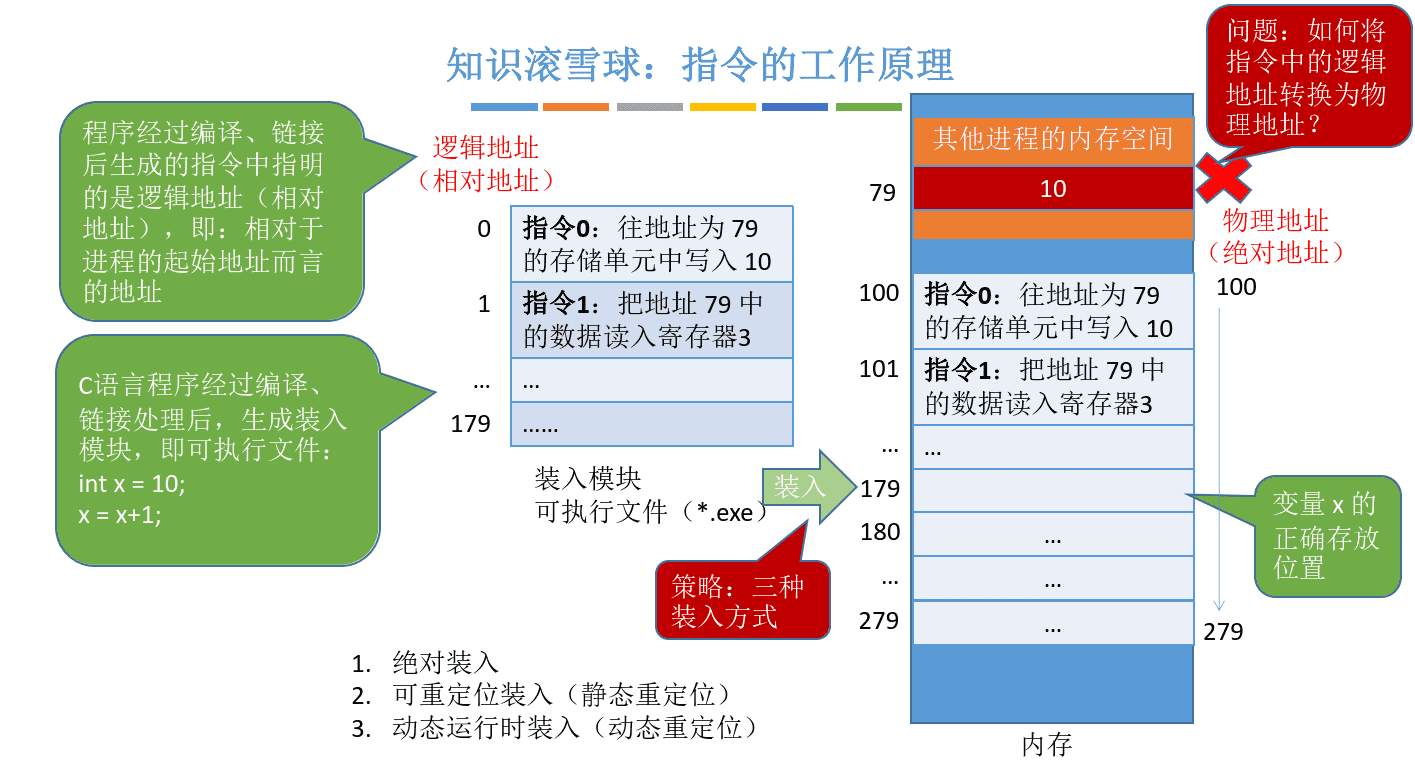 知识滚雪球：指令的工作原理
问题：如何将
指令中的逻辑
地址转换为物
理地址？
程序经过编译、链接
后生成的指令中指明
的是逻辑地址（相对
地址），即：相对于
进程的起始地址而言
的地址
C语言程序经过编译、
链接处理后，生成装入
模块，即可执行文件：
int x = 10;
x = x+1;
逻辑地址
（相对地址）
0
指令0：往地址为 79
的存储单元中写入 10
1
指令1：把地址 79 中
的数据读入寄存器3
...
...
179
......
装入模块
可执行文件（*.exe）
装入
策略：三种
装入方式
1. 绝对装入
2. 可重定位装入（静态重定位）
3. 动态运行时装入（动态重定位）
其他进程的内存空间
79
10
物理地址
（绝对地址）
100
指令0：往地址为 79
的存储单元中写入 10
101
指令1：把地址 79 中
的数据读入寄存器3
...
...
179
180
...
...
...
279
...
100
279
变量 x 的
正确存放
位置
内存